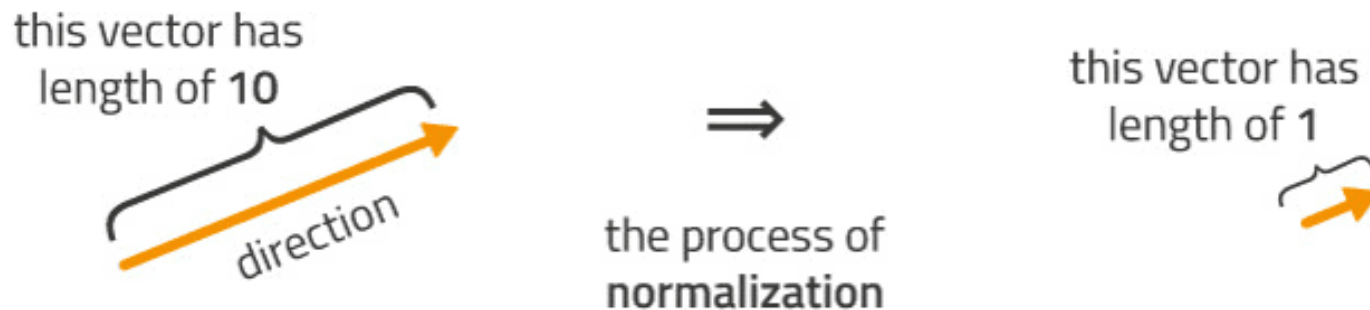 this vector has
length of 10
direction
⇒
the process of
normalization
this vector has
length of 1